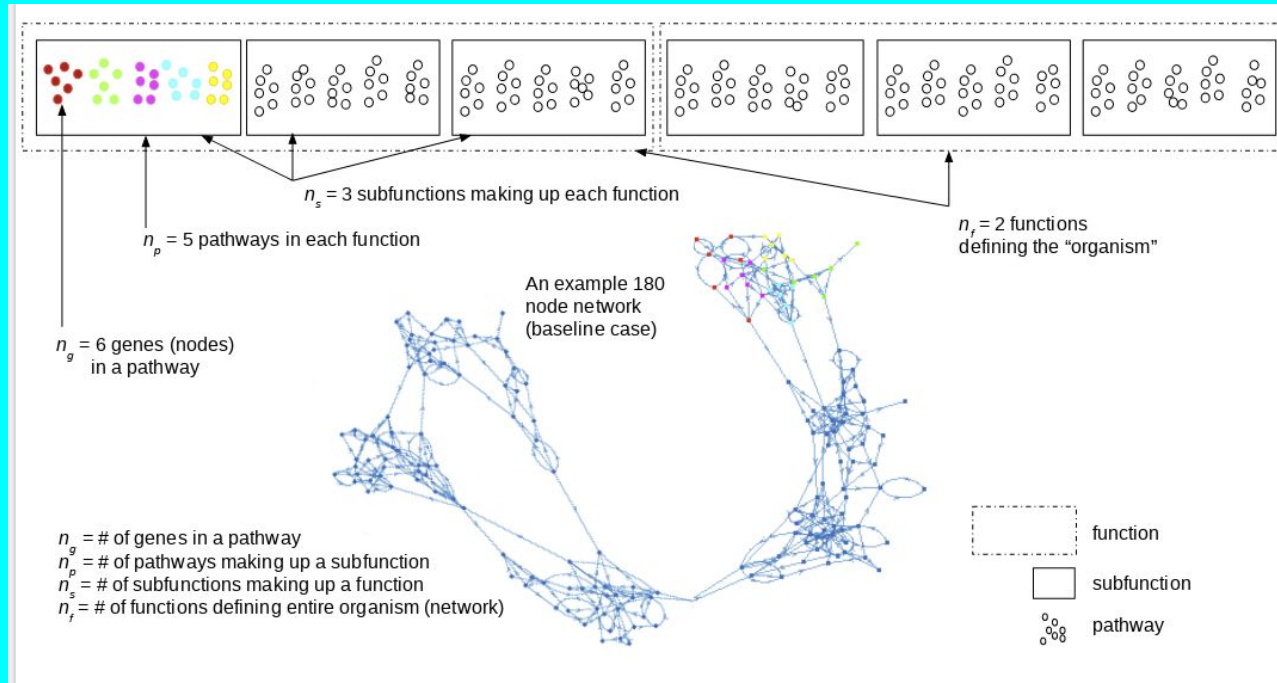 n_s = 3 subfunctions making up each function
n_p = 5 pathways in each function
n_f = 2 functions
defining the “organism”
An example 180
node network
(baseline case)
n_g = 6 genes (nodes)
in a pathway
n_g = # of genes in a pathway
n_p = # of pathways making up a subfunction
n_s = # of subfunctions making up a function
n_f = # of functions defining entire organism (network)
function
subfunction
pathway